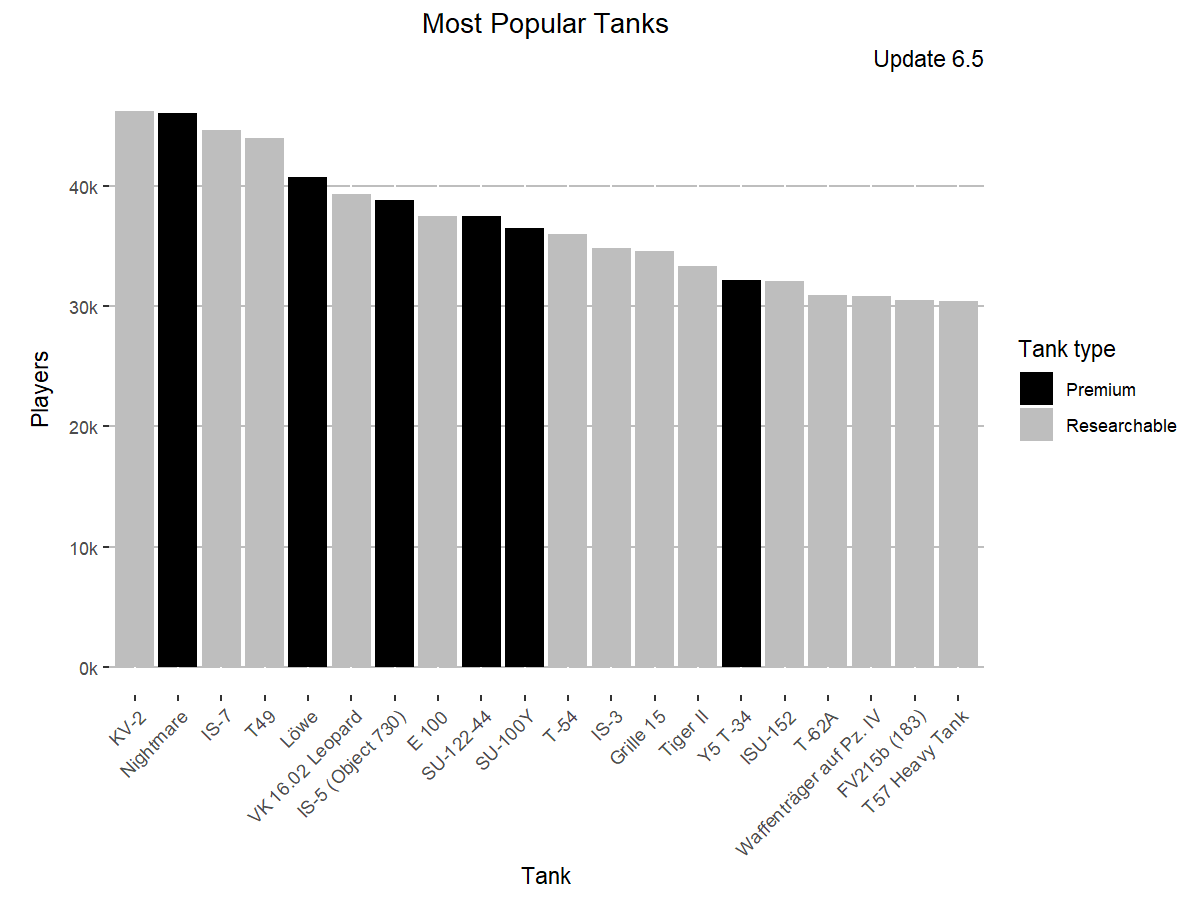 Most Popular Tanks
Update 6.5
Players
40k
30k
20k
10k
0k
KV-2
Nightmare
IS-7
T49
Löwe
VK 16.02 Leopard
IS-5 (Object 730)
E 100
SU-122-44
SU-100Y
T-54
IS-3
Grille 15
Tiger II
Y5 T-34
ISU-152
T-62A
Waffenträger auf Pz. IV
FV215b (183)
T57 Heavy Tank
Tank
Tank type
Premium
Researchable